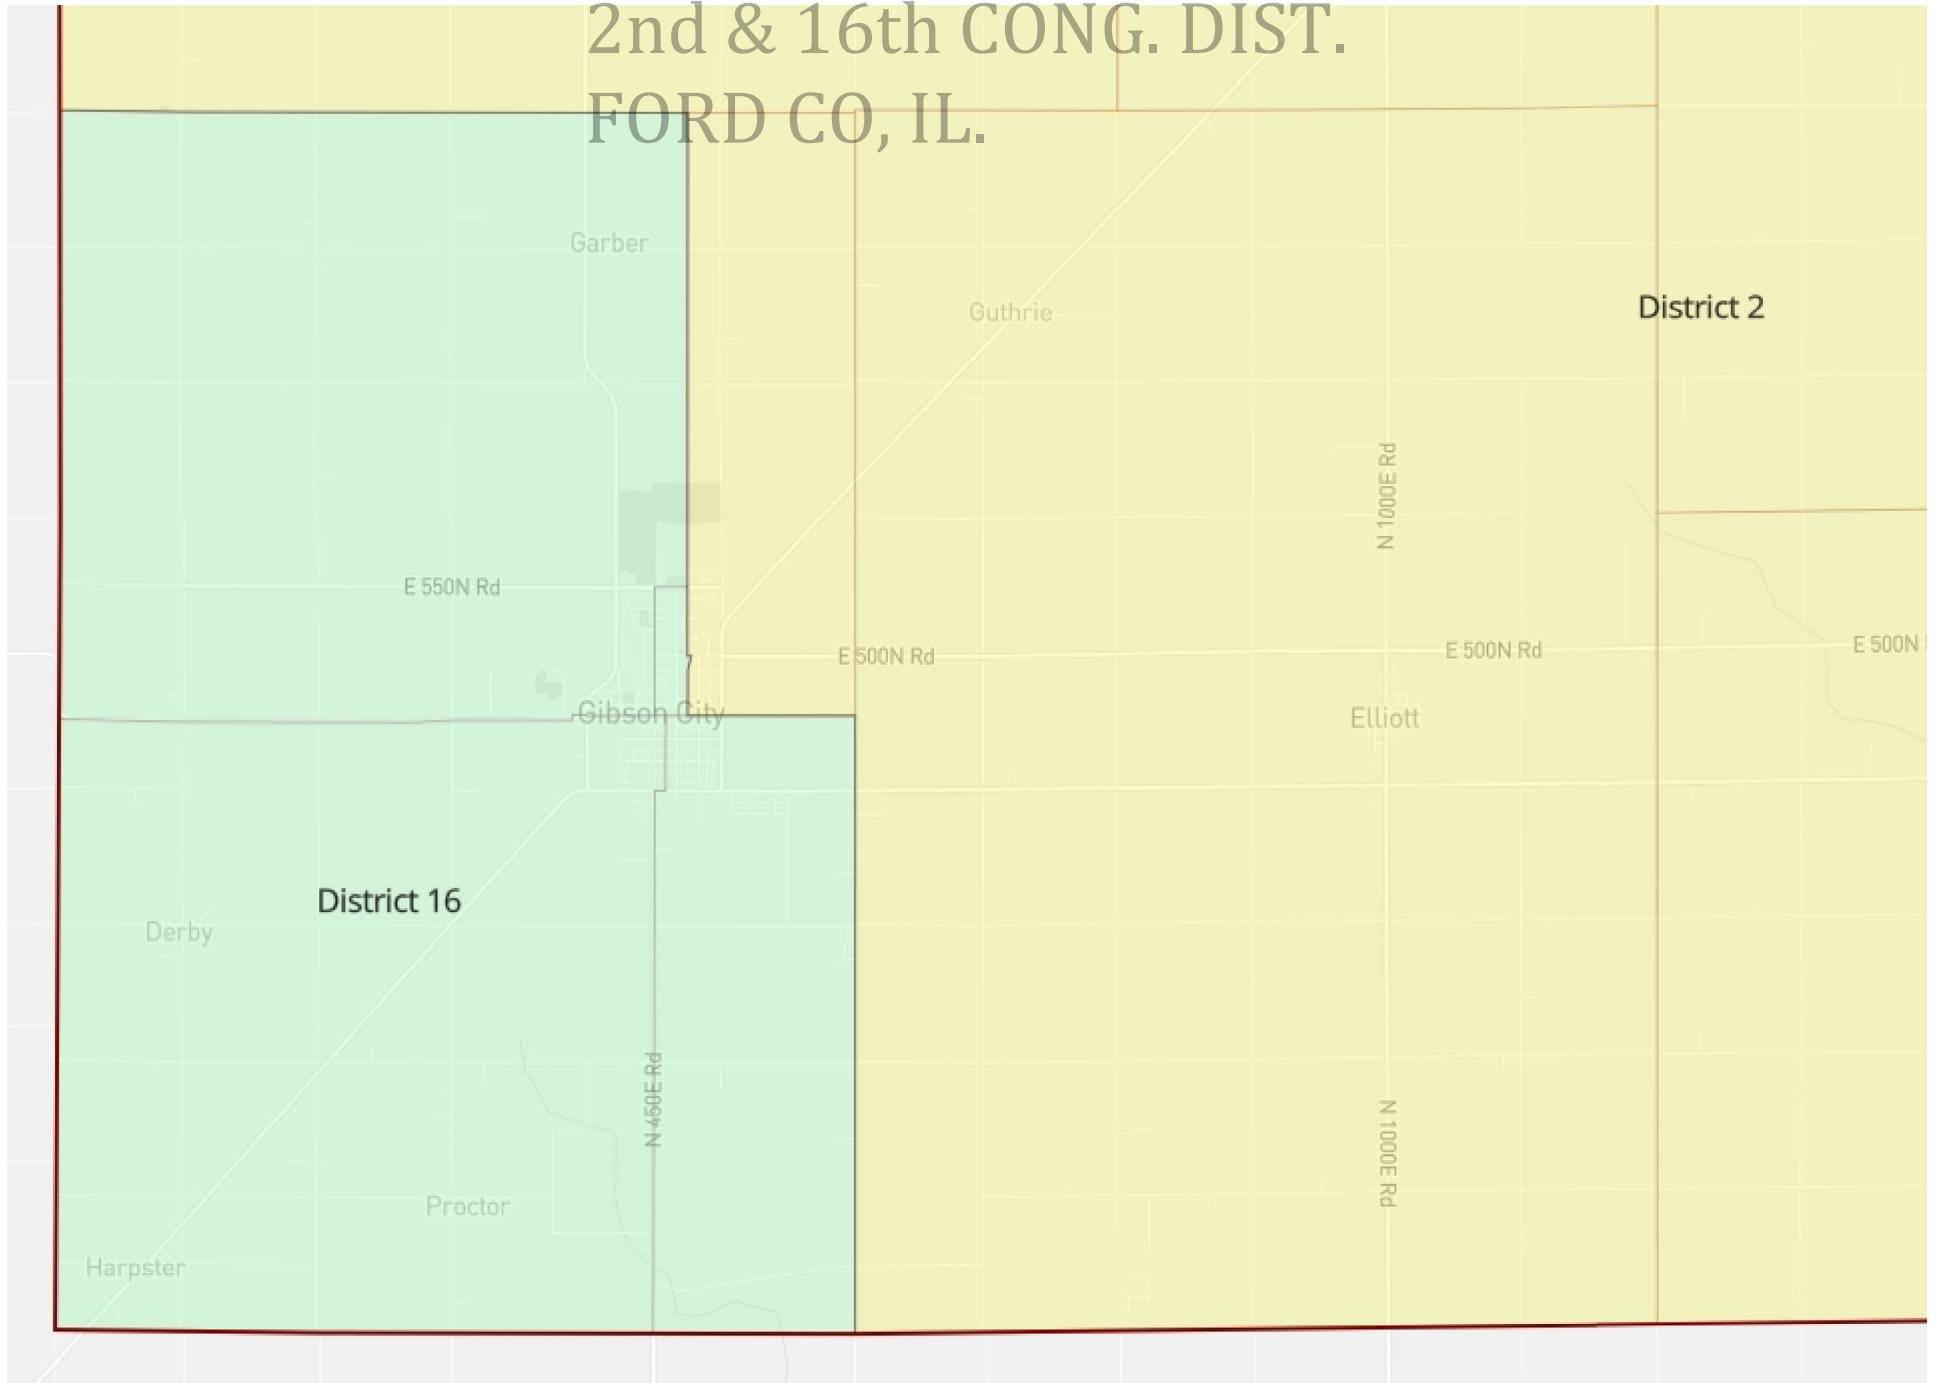 2nd & 16th CONG. DIST.
FORD CO, IL.
Garber
Guthrie
District 2
N 1000E Rd
E 550N Rd
E 500N Rd
E 500N Rd
E 500N
Gibson City
Elliott
District 16
Derby
N 450E Rd
N 1000E Rd
Proctor
Harpster